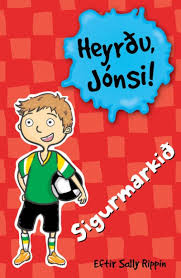 Heyrðu,
Jónsi!
Sigurmarkið
Eftir Sally Rippin